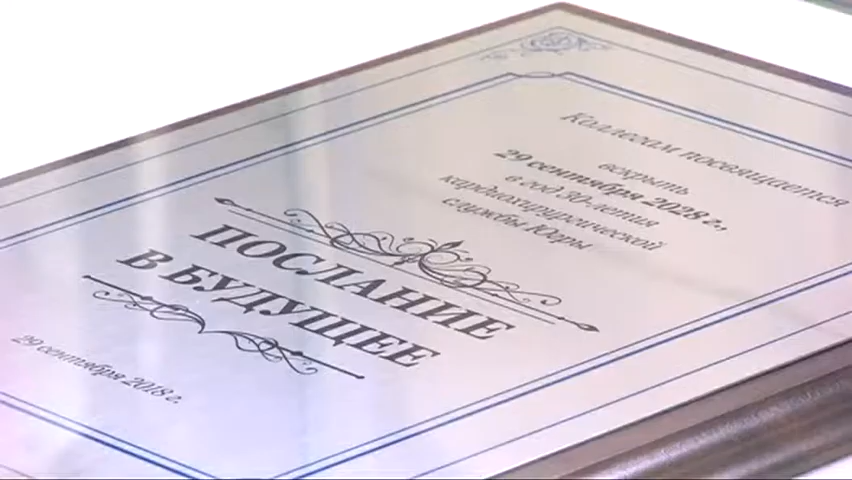 Коллегам посвящается
вскрыть
29 сентября 2028 г.,
в год 30-летия
кардиохирургической
службы Югры
ПОСЛАНИЕ
В БУДУЩЕЕ
29 сентября 2018 г.